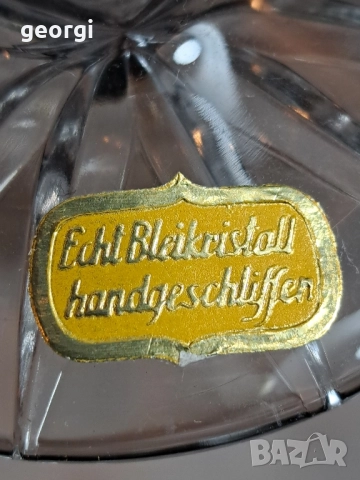 georgi
Echt Bleikristall
handgeschliffen
BAZAR